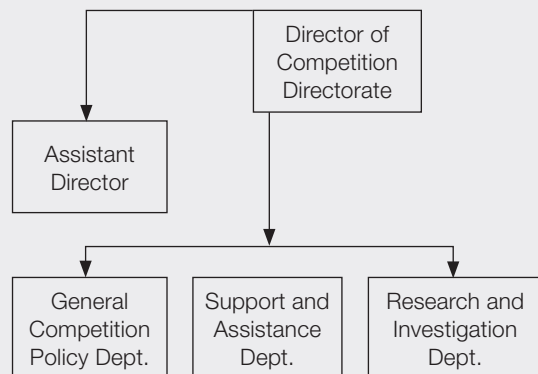 Director of
Competition
Directorate
Assistant
Director
General
Competition
Policy Dept.
Support and
Assistance
Dept.
Research and
Investigation
Dept.